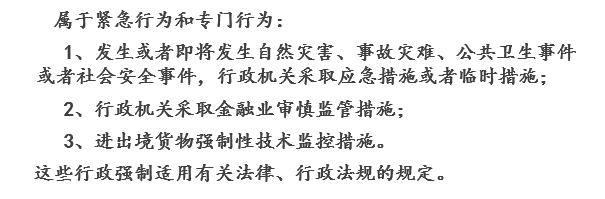 属于紧急行为和专门行为：
1、发生或者即将发生自然灾害、事故灾难、公共卫生事件
或者社会安全事件，行政机关采取应急措施或者临时措施；
2、行政机关采取金融业审慎监管措施；
3、进出境货物强制性技术监控措施。
这些行政强制适用有关法律、行政法规的规定。